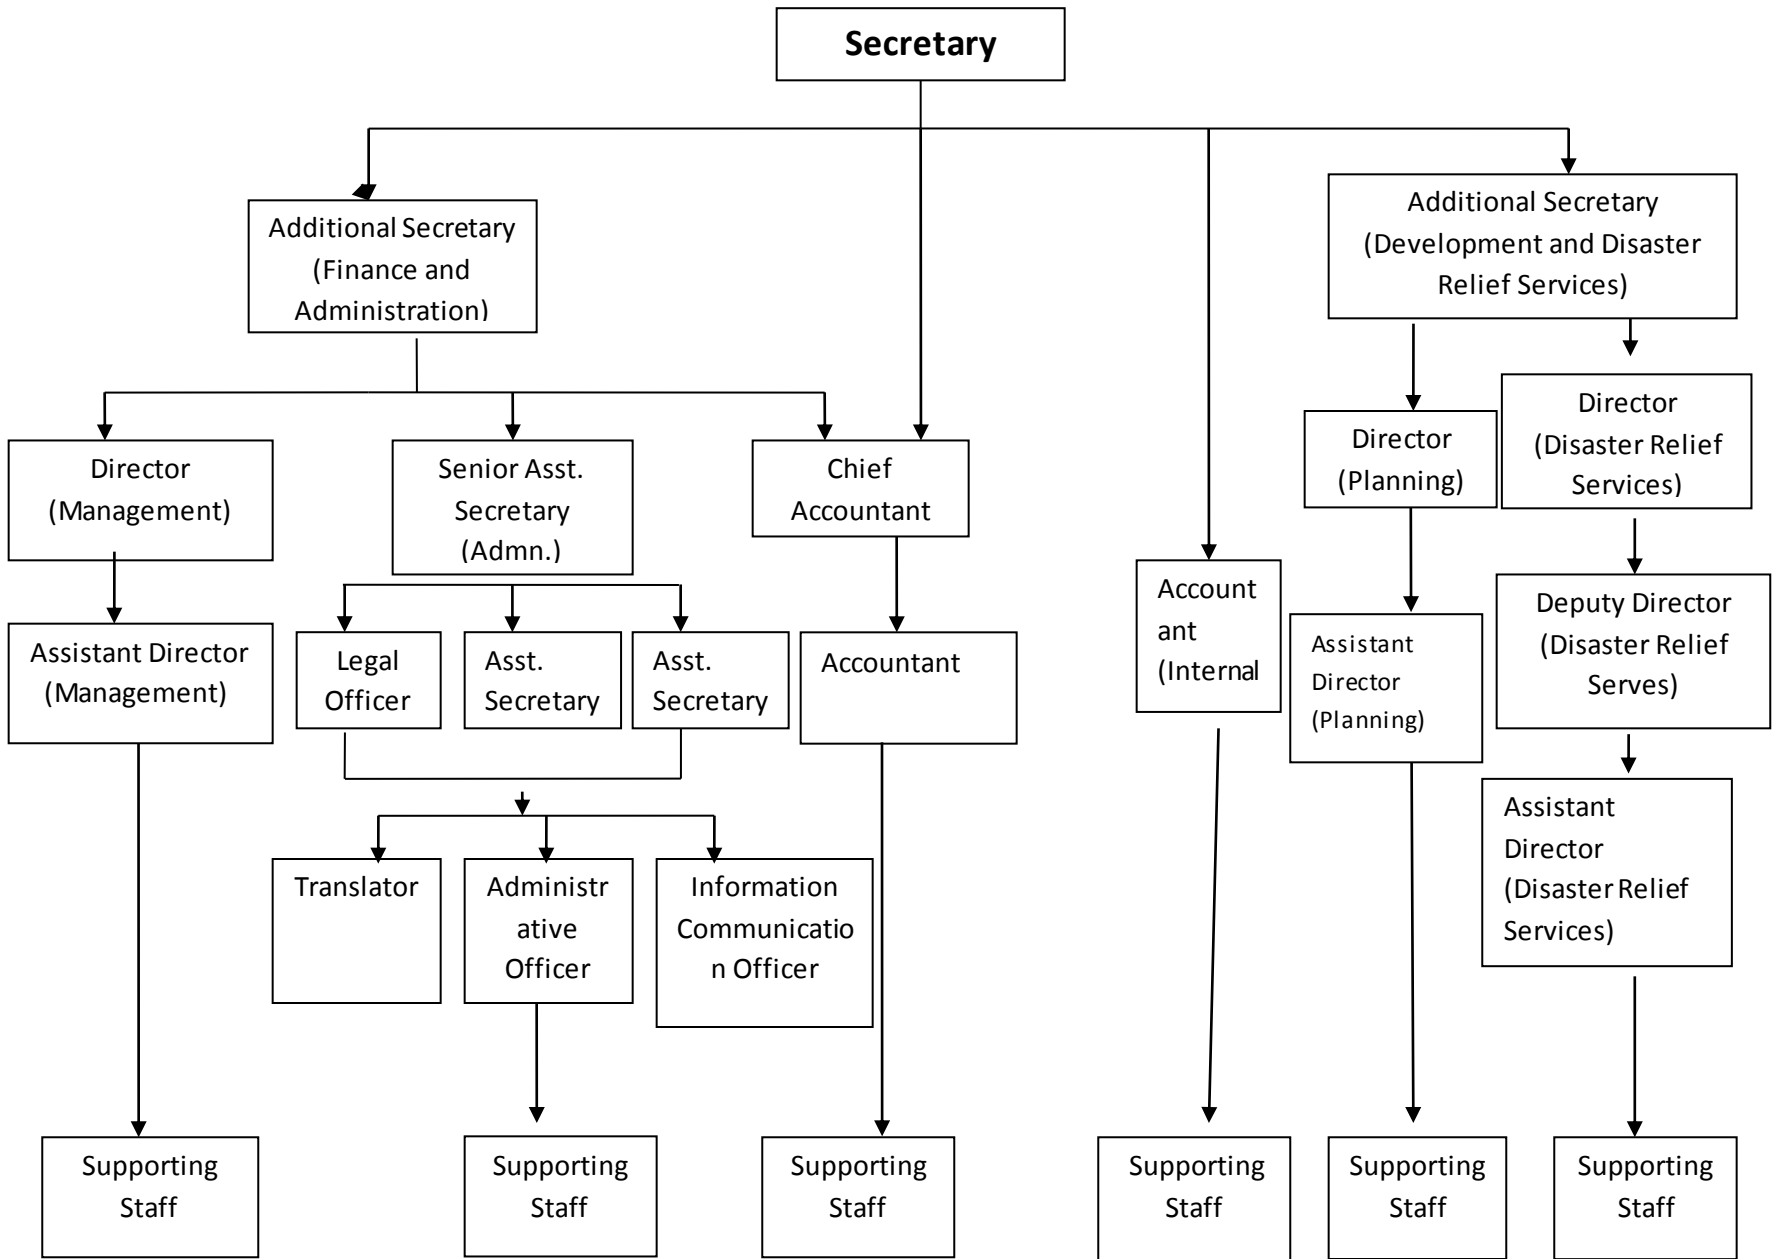 Secretary
Additional Secretary
(Finance and
Administration)
Additional Secretary
(Development and Disaster
Relief Services)
Director
(Management)
Senior Asst.
Secretary
(Admn.)
Chief
Accountant
Director
(Planning)
Director
(Disaster Relief
Services)
Assistant Director
(Management)
Legal
Officer
Asst.
Secretary
Asst.
Secretary
Accountant
Account
ant
(Internal
Assistant
Director
(Planning)
Deputy Director
(Disaster Relief
Serves)
Translator
Administr
ative
Officer
Information
Communicatio
n Officer
Assistant
Director
(Disaster Relief
Services)
Supporting
Staff
Supporting
Staff
Supporting
Staff
Supporting
Staff
Supporting
Staff
Supporting
Staff